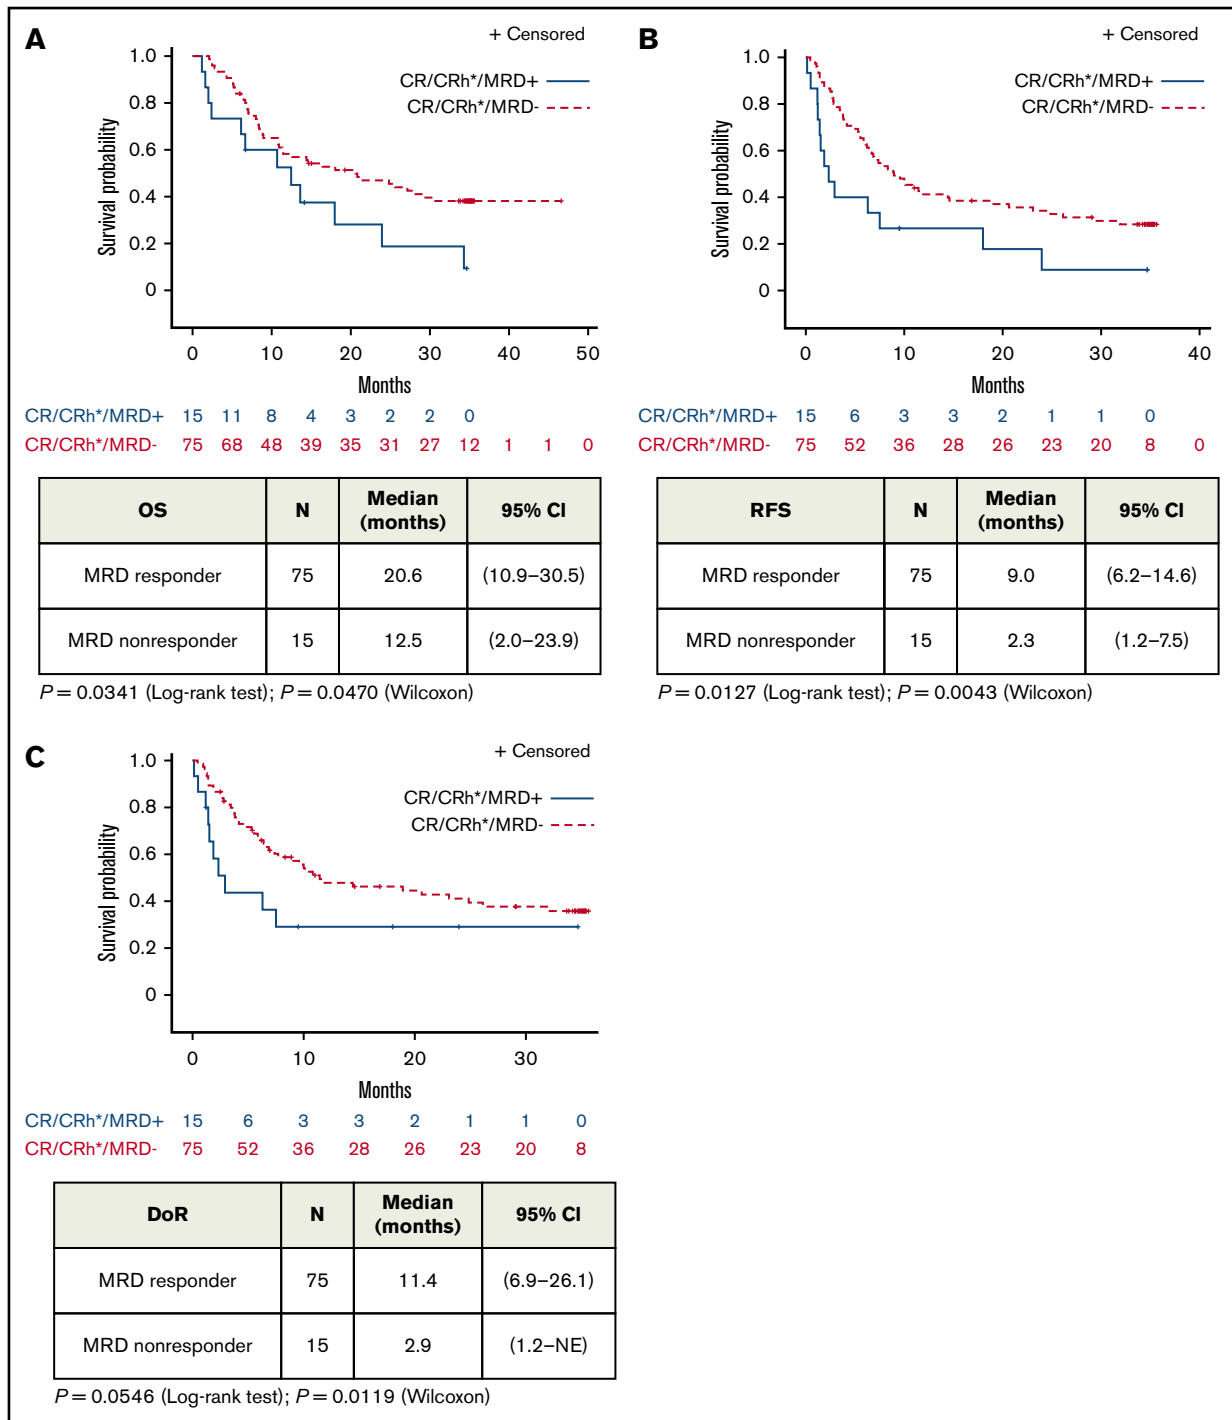 A
+ Censored
CR/CRh*/MRD+
CR/CRh*/MRD-
Survival probability
1.0
0.8
0.6
0.4
0.2
0
0 10 20 30 40 50
Months
CR/CRh*/MRD+ 15 11 8 4 3 2 2 0
CR/CRh*/MRD- 75 68 48 39 35 31 27 12 1 1 0
OS N Median (months) 95% CI
MRD responder 75 20.6 (10.9–30.5)
MRD nonresponder 15 12.5 (2.0–23.9)
P = 0.0341 (Log-rank test); P = 0.0470 (Wilcoxon)
B
+ Censored
CR/CRh*/MRD+
CR/CRh*/MRD-
Survival probability
1.0
0.8
0.6
0.4
0.2
0
0 10 20 30 40
Months
CR/CRh*/MRD+ 15 6 3 3 2 1 1 0
CR/CRh*/MRD- 75 52 36 28 26 23 20 8 0
RFS N Median (months) 95% CI
MRD responder 75 9.0 (6.2–14.6)
MRD nonresponder 15 2.3 (1.2–7.5)
P = 0.0127 (Log-rank test); P = 0.0043 (Wilcoxon)
C
+ Censored
CR/CRh*/MRD+
CR/CRh*/MRD-
Survival probability
1.0
0.8
0.6
0.4
0.2
0
0 10 20 30
Months
CR/CRh*/MRD+ 15 6 3 3 2 1 1 0
CR/CRh*/MRD- 75 52 36 28 26 23 20 8
DoR N Median (months) 95% CI
MRD responder 75 11.4 (6.9–26.1)
MRD nonresponder 15 2.9 (1.2–NE)
P = 0.0546 (Log-rank test); P = 0.0119 (Wilcoxon)